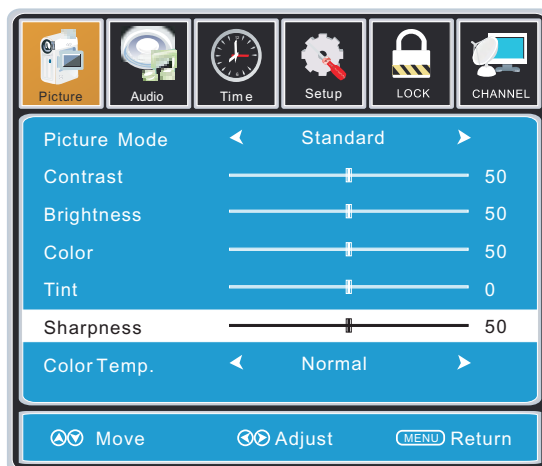 Picture Audio Time Setup LOCK CHANNEL
Picture Mode Standard
Contrast 50
Brightness 50
Color 50
Tint 0
Sharpness 50
Color Temp. Normal
Move Adjust MENU Return